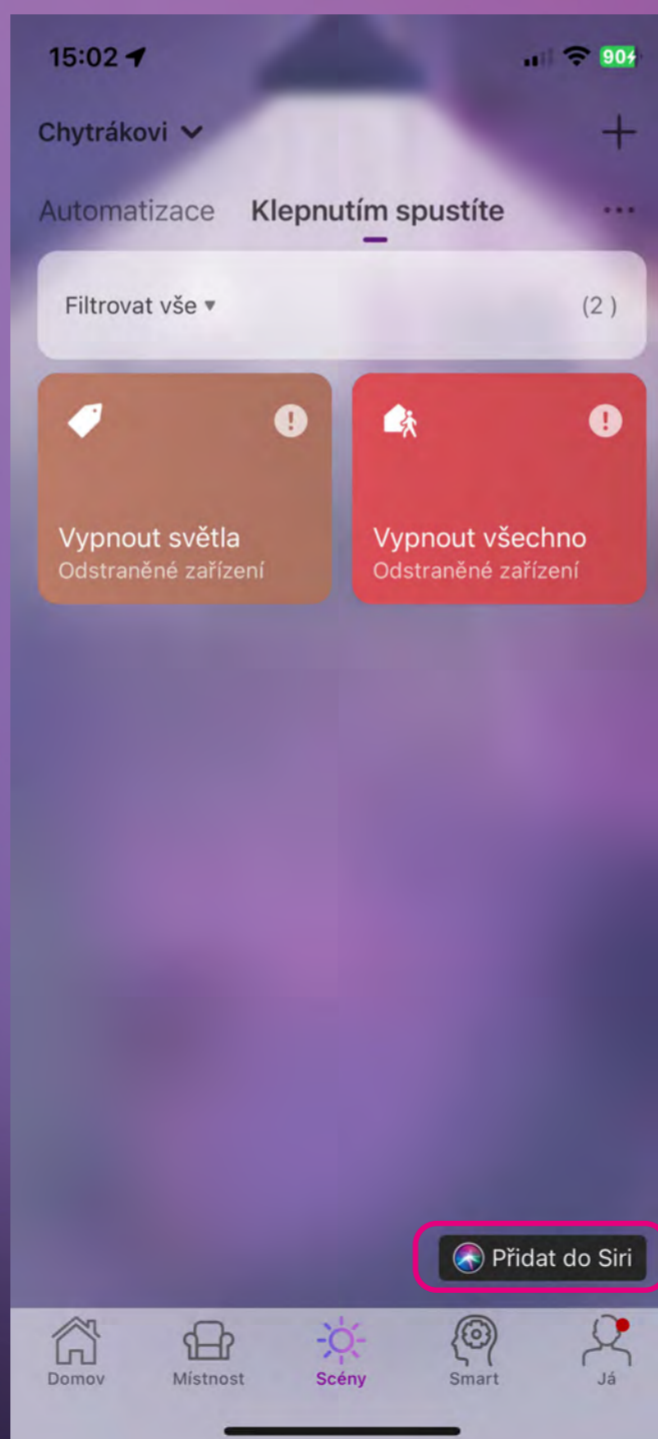 15:02
90
Chytrákovi
Automatizace Klepnutím spustíte
Filtrovat vše (2 )
Vypnout světla
Odstraněné zařízení
Vypnout všechno
Odstraněné zařízení
Přidat do Siri
Domov Místnost Scény Smart Já